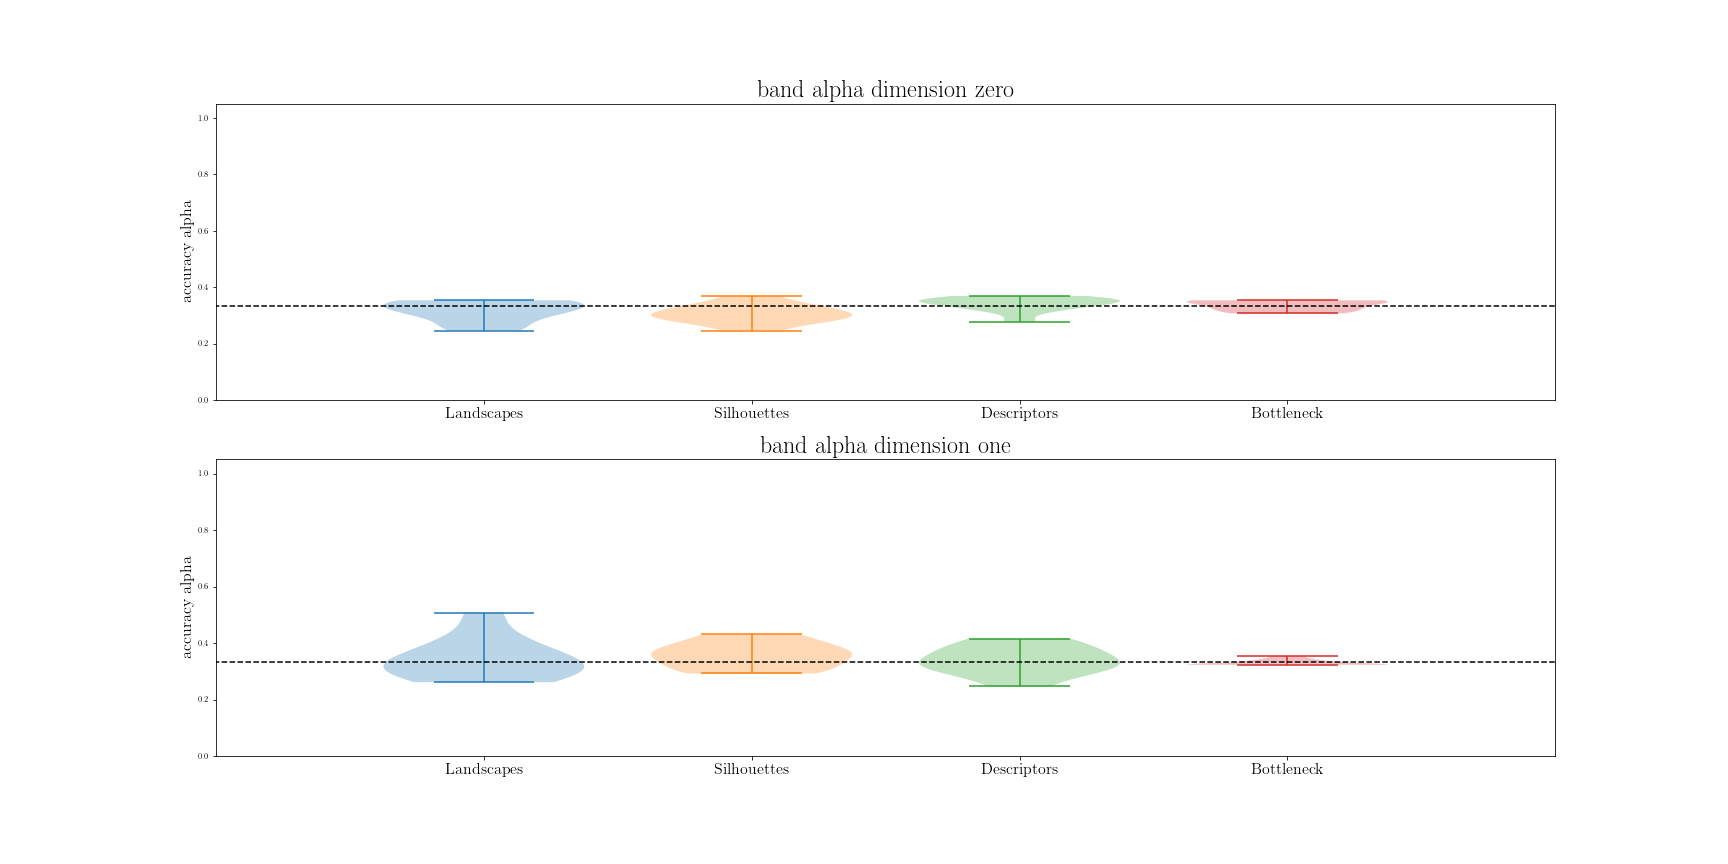 band alpha dimension zero
accuracy alpha
1.0
0.8
0.6
0.4
0.2
0.0
Landscapes Silhouettes Descriptors Bottleneck
band alpha dimension one
accuracy alpha
1.0
0.8
0.6
0.4
0.2
0.0
Landscapes Silhouettes Descriptors Bottleneck